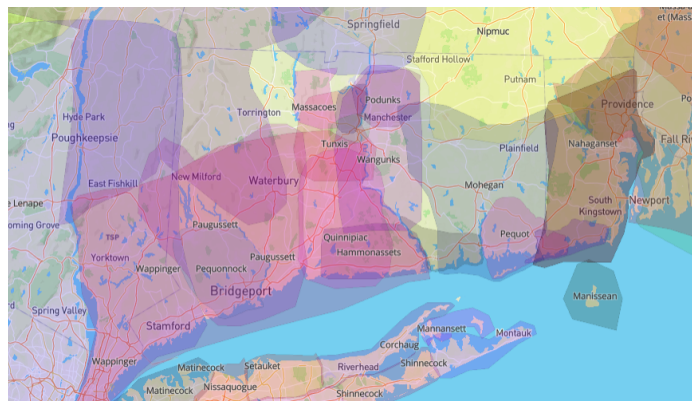 Springfield
Massa
et (Mass
Nipmuc
Stafford Hollow
Putnam
Massacoes
Podunks
Providence
Torrington
Manchester
Hyde Park
Poughkeepsie
Tunxis
Plainfield
Nahaganset
Fall Ri
Wangunks
New Milford
East Fishkill
Waterbury
Mohegan
e Lenape
South
Kingstown
Newport
oming Grove
Paugussett
TSP
Quinnipiac
Pequot
Yorktown
Wappinger
Pequonnock
Paugussett
Hammonassets
Bridgeport
Manissean
Spring Valley
Stamford
Mannansett
Montauk
Corchaug
Wappinger
Matinecock
Setauket
Riverhead
Shinnecock
Matinecock
Nissaquogue
Shinnecock